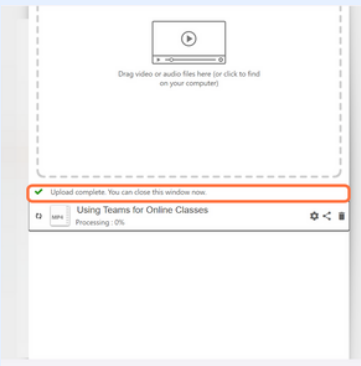 Drag video or audio files here (or click to find
on your computer)
Upload complete. You can close this window now.
Using Teams for Online Classes
MP4
Processing : 0%